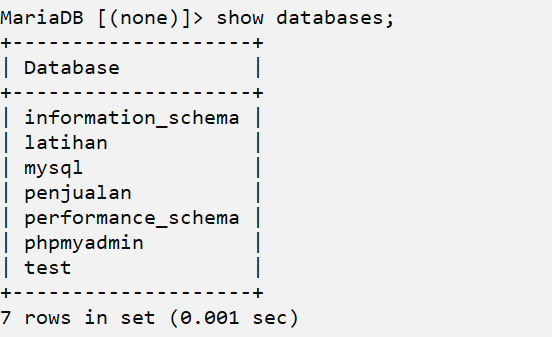 MariaDB [(none)]> show databases;
+--------------------+
| Database           |
+--------------------+
| information_schema |
| latihan            |
| mysql              |
| penjualan          |
| performance_schema |
| phpmyadmin         |
| test               |
+--------------------+
7 rows in set (0.001 sec)